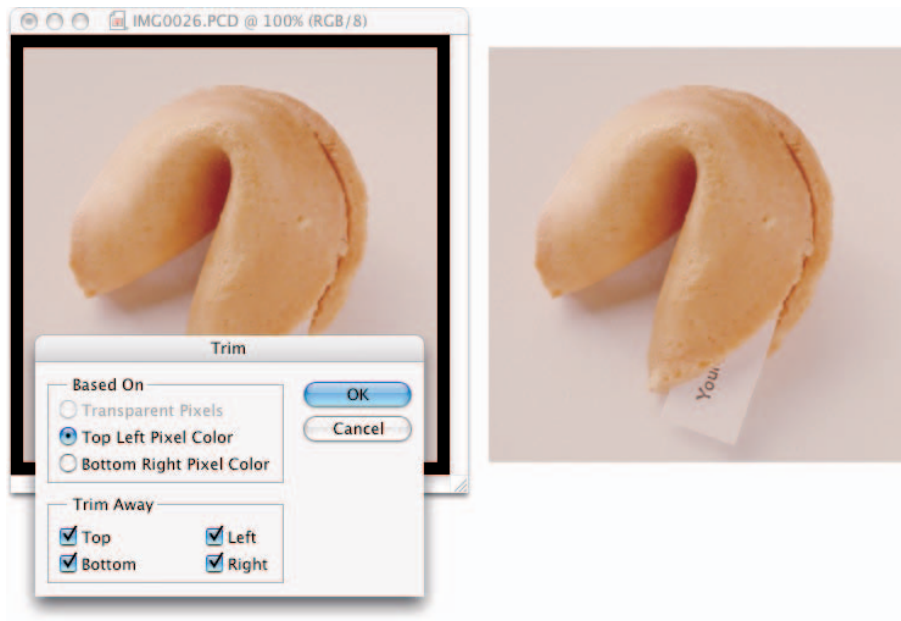 IMG0026.PCD @ 100% (RGB/8)
Trim
Based On
Transparent Pixels
Top Left Pixel Color
Bottom Right Pixel Color
OK
Cancel
Trim Away
Top
Left
Bottom
Right
Your